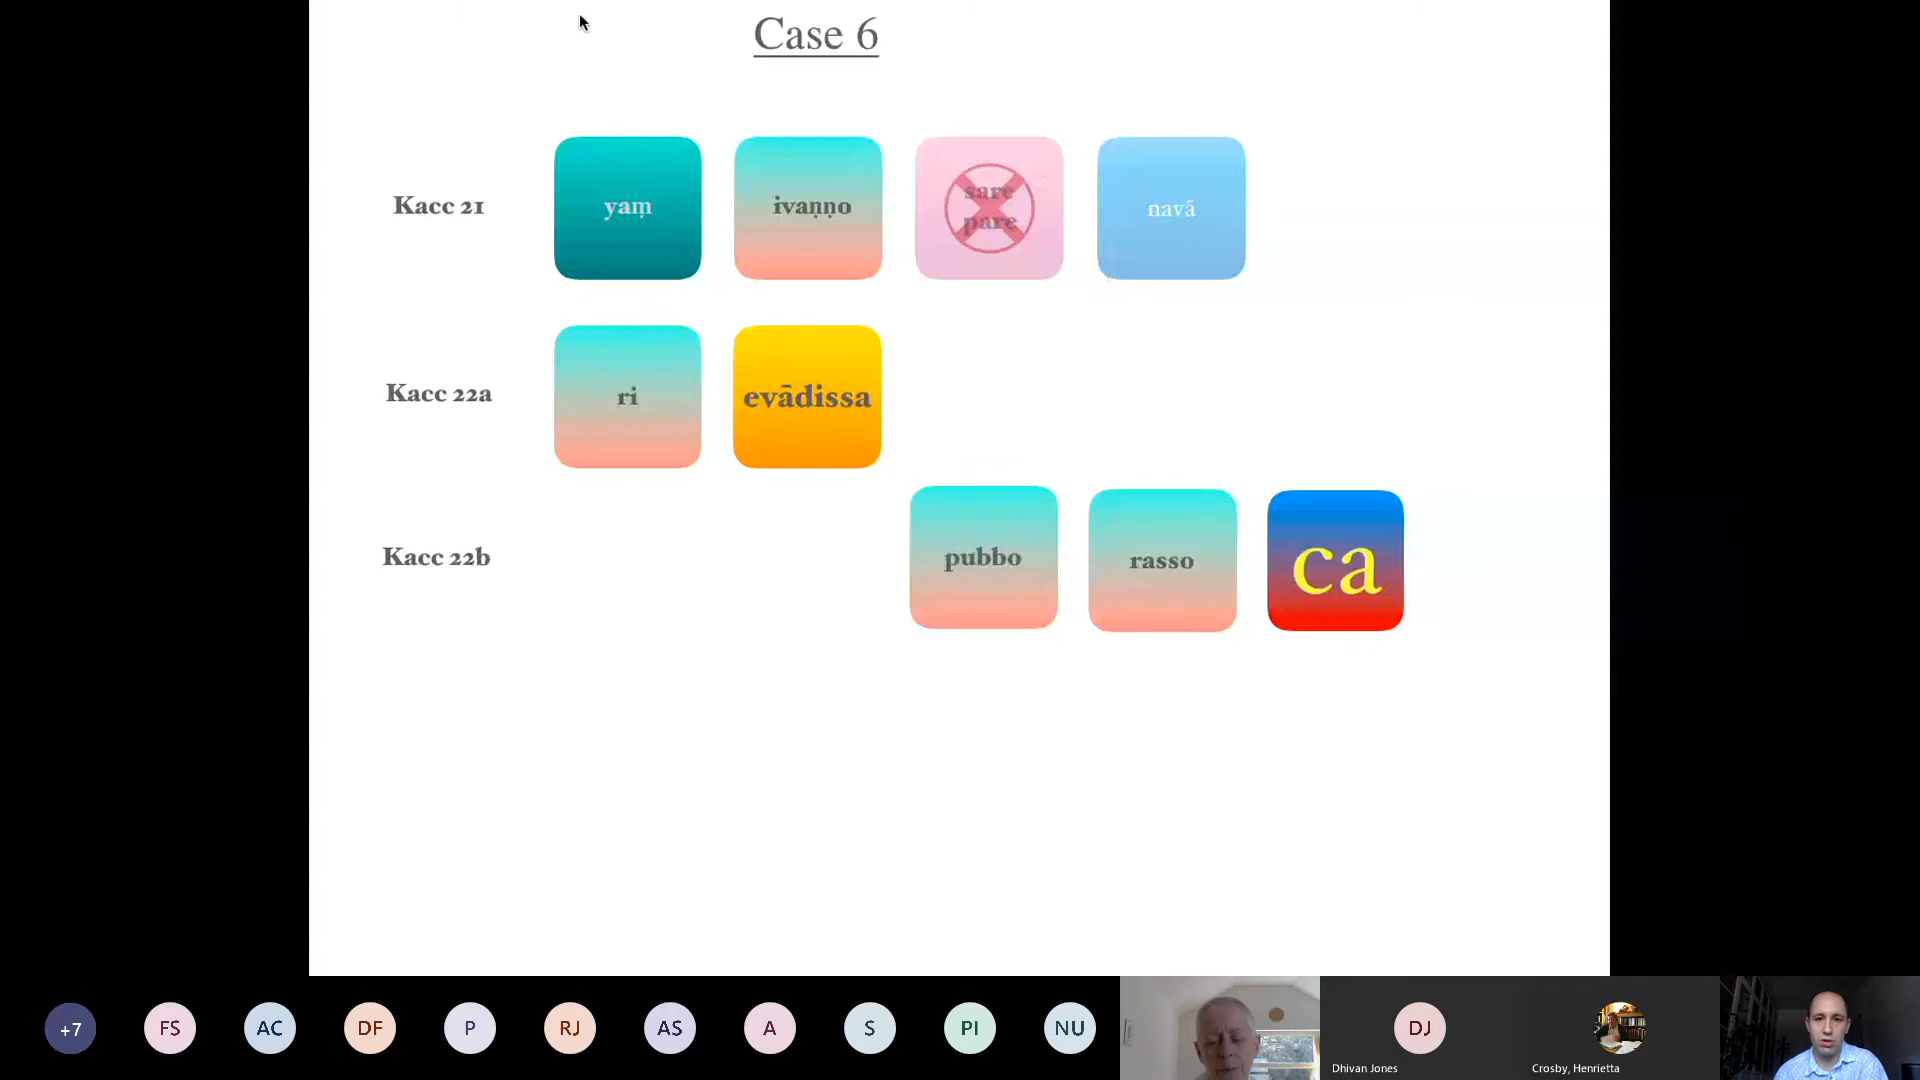 Case 6
Kacc 21
yaṃ
ivaṇṇo
sare
pare
navā
Kacc 22a
ri
evādissa
Kacc 22b
pubbo
rasso
ca
+7
FS
AC
DF
P
RJ
AS
A
S
PI
NU
DJ
Dhivan Jones
Crosby, Henrietta